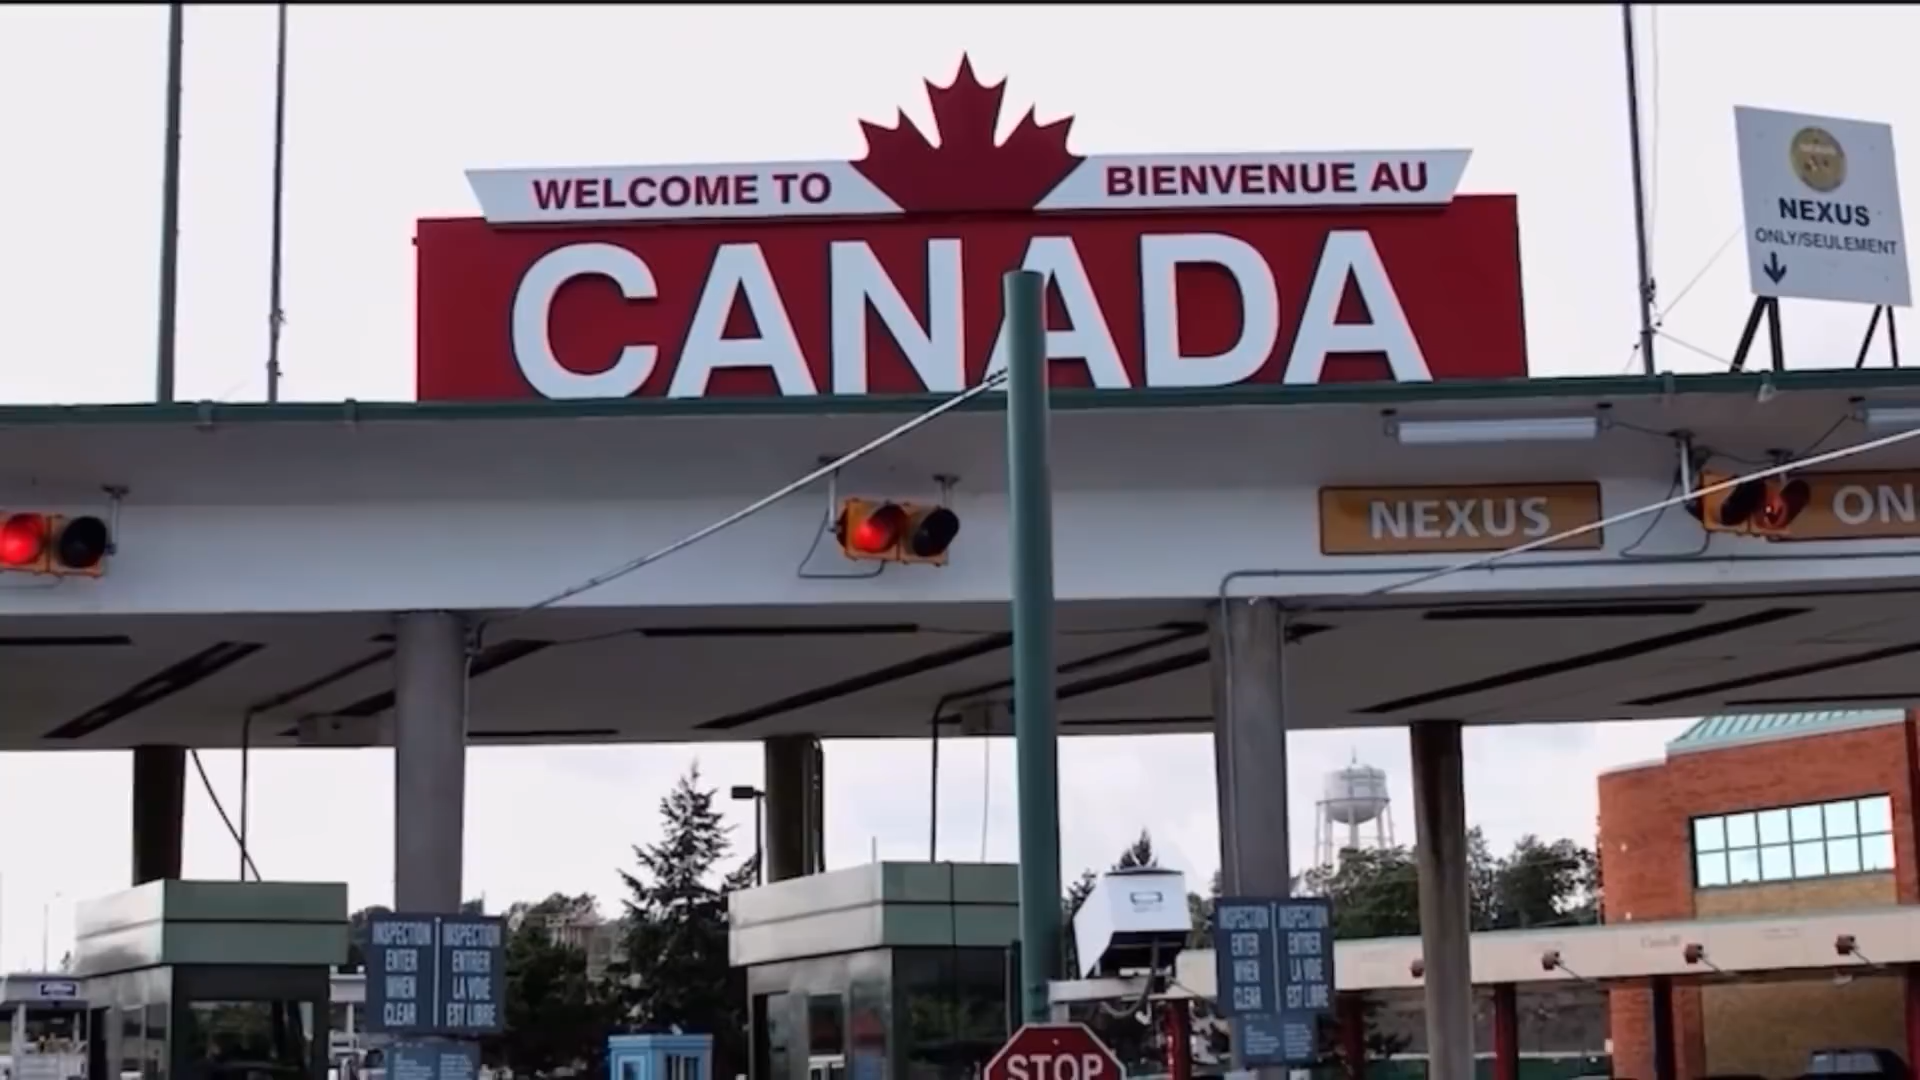 WELCOME TO
BIENVENUE AU
CANADA
NEXUS
ONLY/SEULEMENT
NEXUS
ON
INSPECTION
ENTER
WHEN
CLEAR
INSPECTION
ENTRER
LA VOIE
EST LIBRE
INSPECTION
ENTER
WHEN
CLEAR
INSPECTION
ENTRER
LA VOIE
EST LIBRE
Canada
STOP